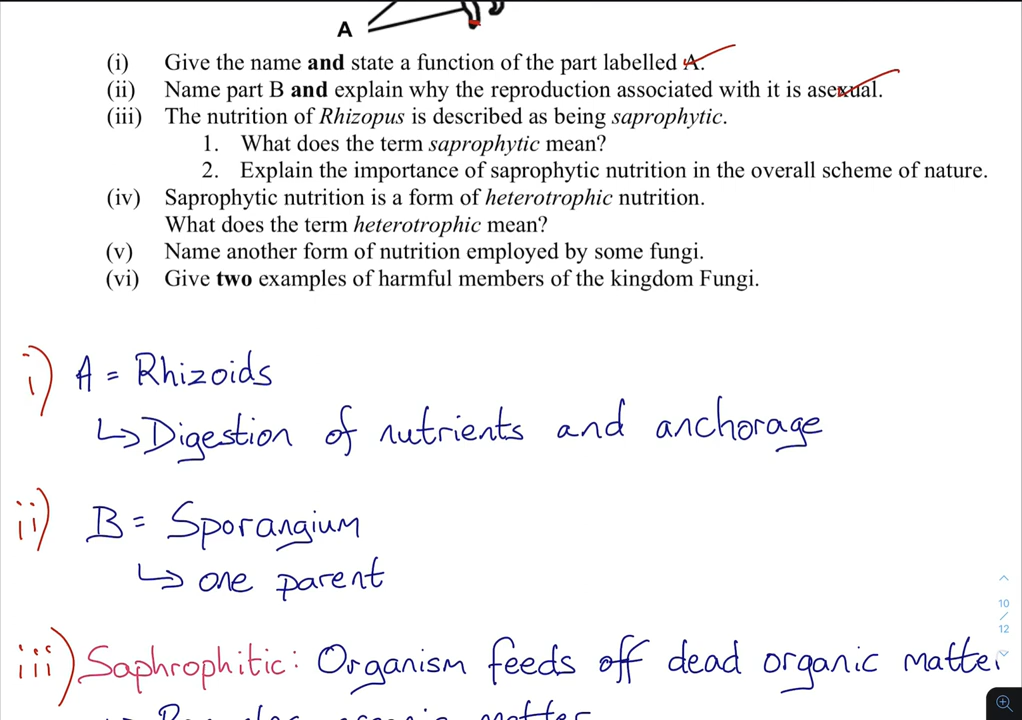 A
(i) Give the name and state a function of the part labelled A.
(ii) Name part B and explain why the reproduction associated with it is asexual.
(iii) The nutrition of Rhizopus is described as being saprophytic.
1. What does the term saprophytic mean?
2. Explain the importance of saprophytic nutrition in the overall scheme of nature.
(iv) Saprophytic nutrition is a form of heterotrophic nutrition.
What does the term heterotrophic mean?
(v) Name another form of nutrition employed by some fungi.
(vi) Give two examples of harmful members of the kingdom Fungi.
i) A = Rhizoids
↳ Digestion of nutrients and anchorage
ii) B = Sporangium
↳ one parent
iii) Saphrophitic: Organism feeds off dead organic matter
organic matter
10
/
12